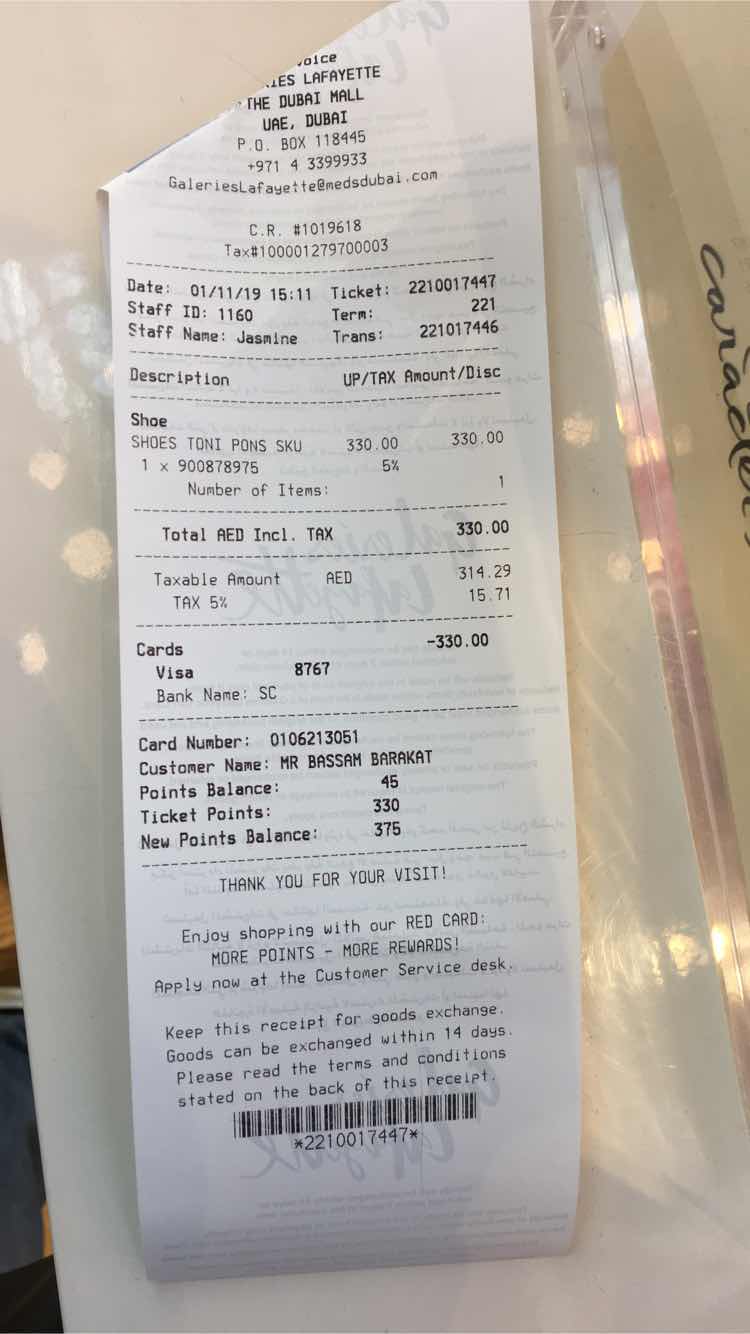 voice
IES LAFAYETTE
THE DUBAI MALL
UAE, DUBAI
P.O. BOX 118445
+971 4 3399933
GaleriesLafayette@medsdubai.com
C.R. #1019618
Tax#100001279700003
Date: 01/11/19 15:11 Ticket: 2210017447
Staff ID: 1160 Term: 221
Staff Name: Jasmine Trans: 221017446
Description UP/TAX Amount/Disc
Shoe
SHOES TONI PONS SKU 330.00 330.00
1 x 900878975 5%
Number of Items: 1
Total AED Incl. TAX 330.00
Taxable Amount AED 314.29
TAX 5% 15.71
Cards -330.00
Visa 8767
Bank Name: SC
Card Number: 0106213051
Customer Name: MR BASSAM BARAKAT
Points Balance: 45
Ticket Points: 330
New Points Balance: 375
THANK YOU FOR YOUR VISIT!
Enjoy shopping with our RED CARD:
MORE POINTS - MORE REWARDS!
Apply now at the Customer Service desk.
Keep this receipt for goods exchange.
Goods can be exchanged within 14 days.
Please read the terms and conditions
stated on the back of this receipt.
*2210017447*